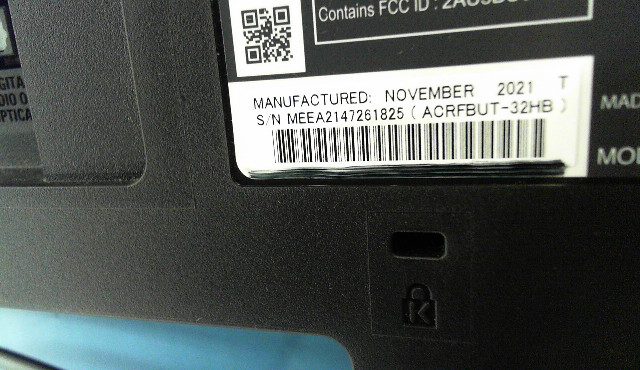 Contains FCC ID :
MANUFACTURED: NOVEMBER 2021 T
S/N MEEA2147261825 ( ACRFBUT-32HB )
K